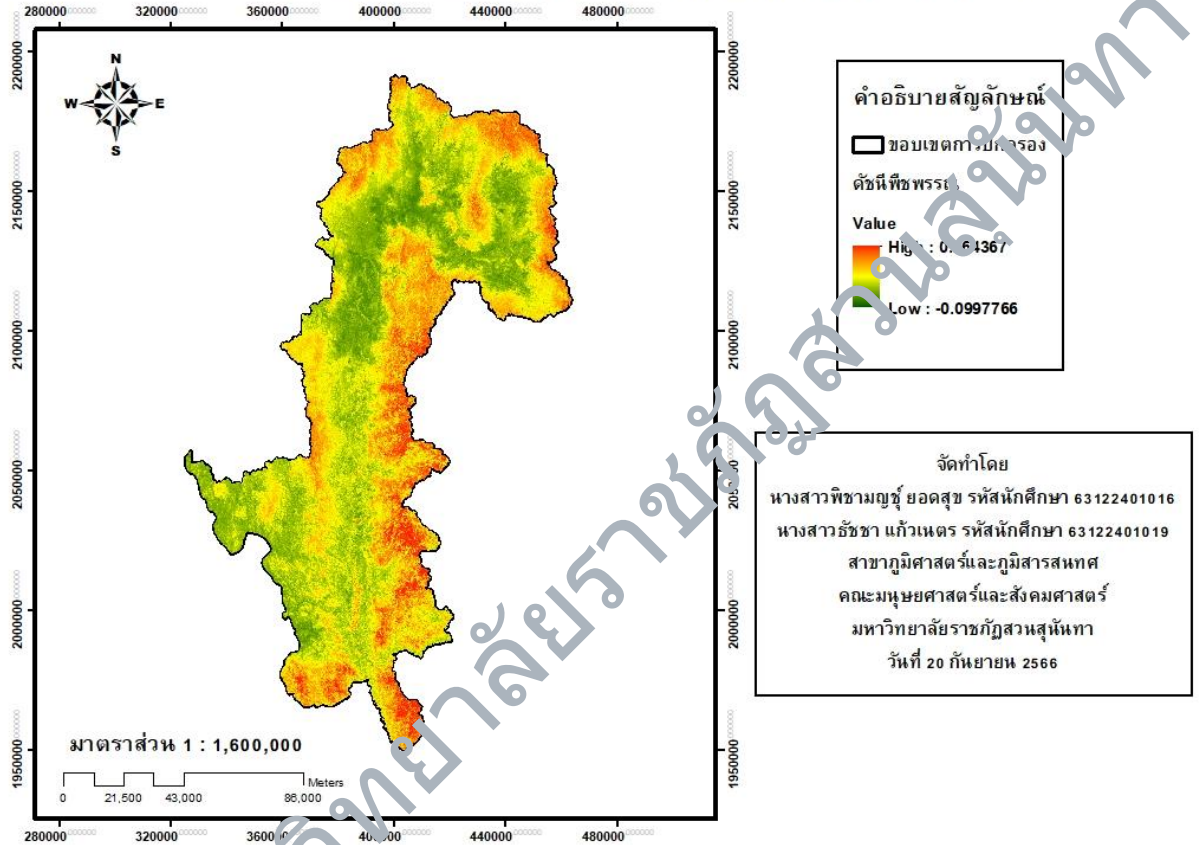 280000 320000 360000 400000 440000 480000
2200000 2200000
2150000 2150000
2100000 2100000
2050000
2000000 2000000
1950000 1950000
N
W E
S
คำอธิบายสัญลักษณ์
ขอบเขตการปกครอง
ดัชนีพืชพรรณ
Value
High :
Low : -0.0997766
จัดทำโดย
นางสาวพิชามญชุ์ ยอดสุข รหัสนักศึกษา 63122401016
นางสาวธัชชา แก้วเนตร รหัสนักศึกษา 63122401019
สาขาภูมิศาสตร์และภูมิสารสนทศ
คณะมนุษยศาสตร์และสังคมศาสตร์
มหาวิทยาลัยราชภัฏสวนสุนันทา
วันที่ 20 กันยายน 2566
มาตราส่วน 1 : 1,600,000
Meters
0 21,500 43,000 86,000
280000 320000 360000 400000 440000 480000
วิทยาลัยราชภัฏสวนสุนันทา